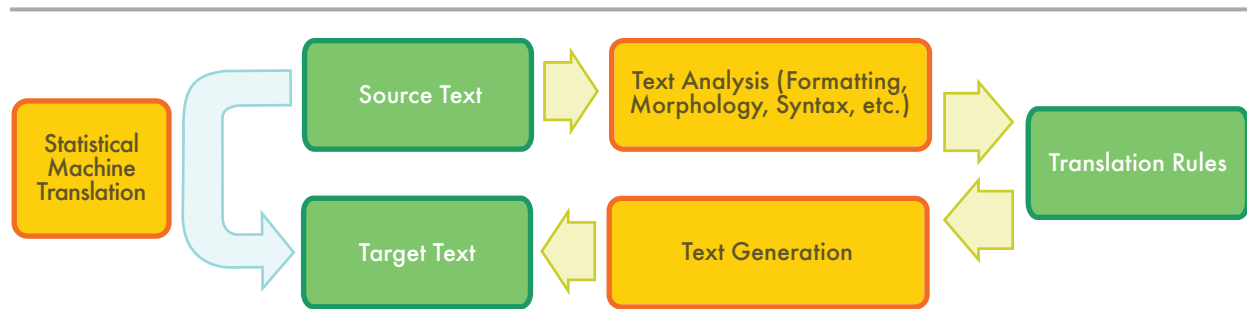 Statistical
Machine
Translation
Source Text
Text Analysis (Formatting,
Morphology, Syntax, etc.)
Translation Rules
Text Generation
Target Text